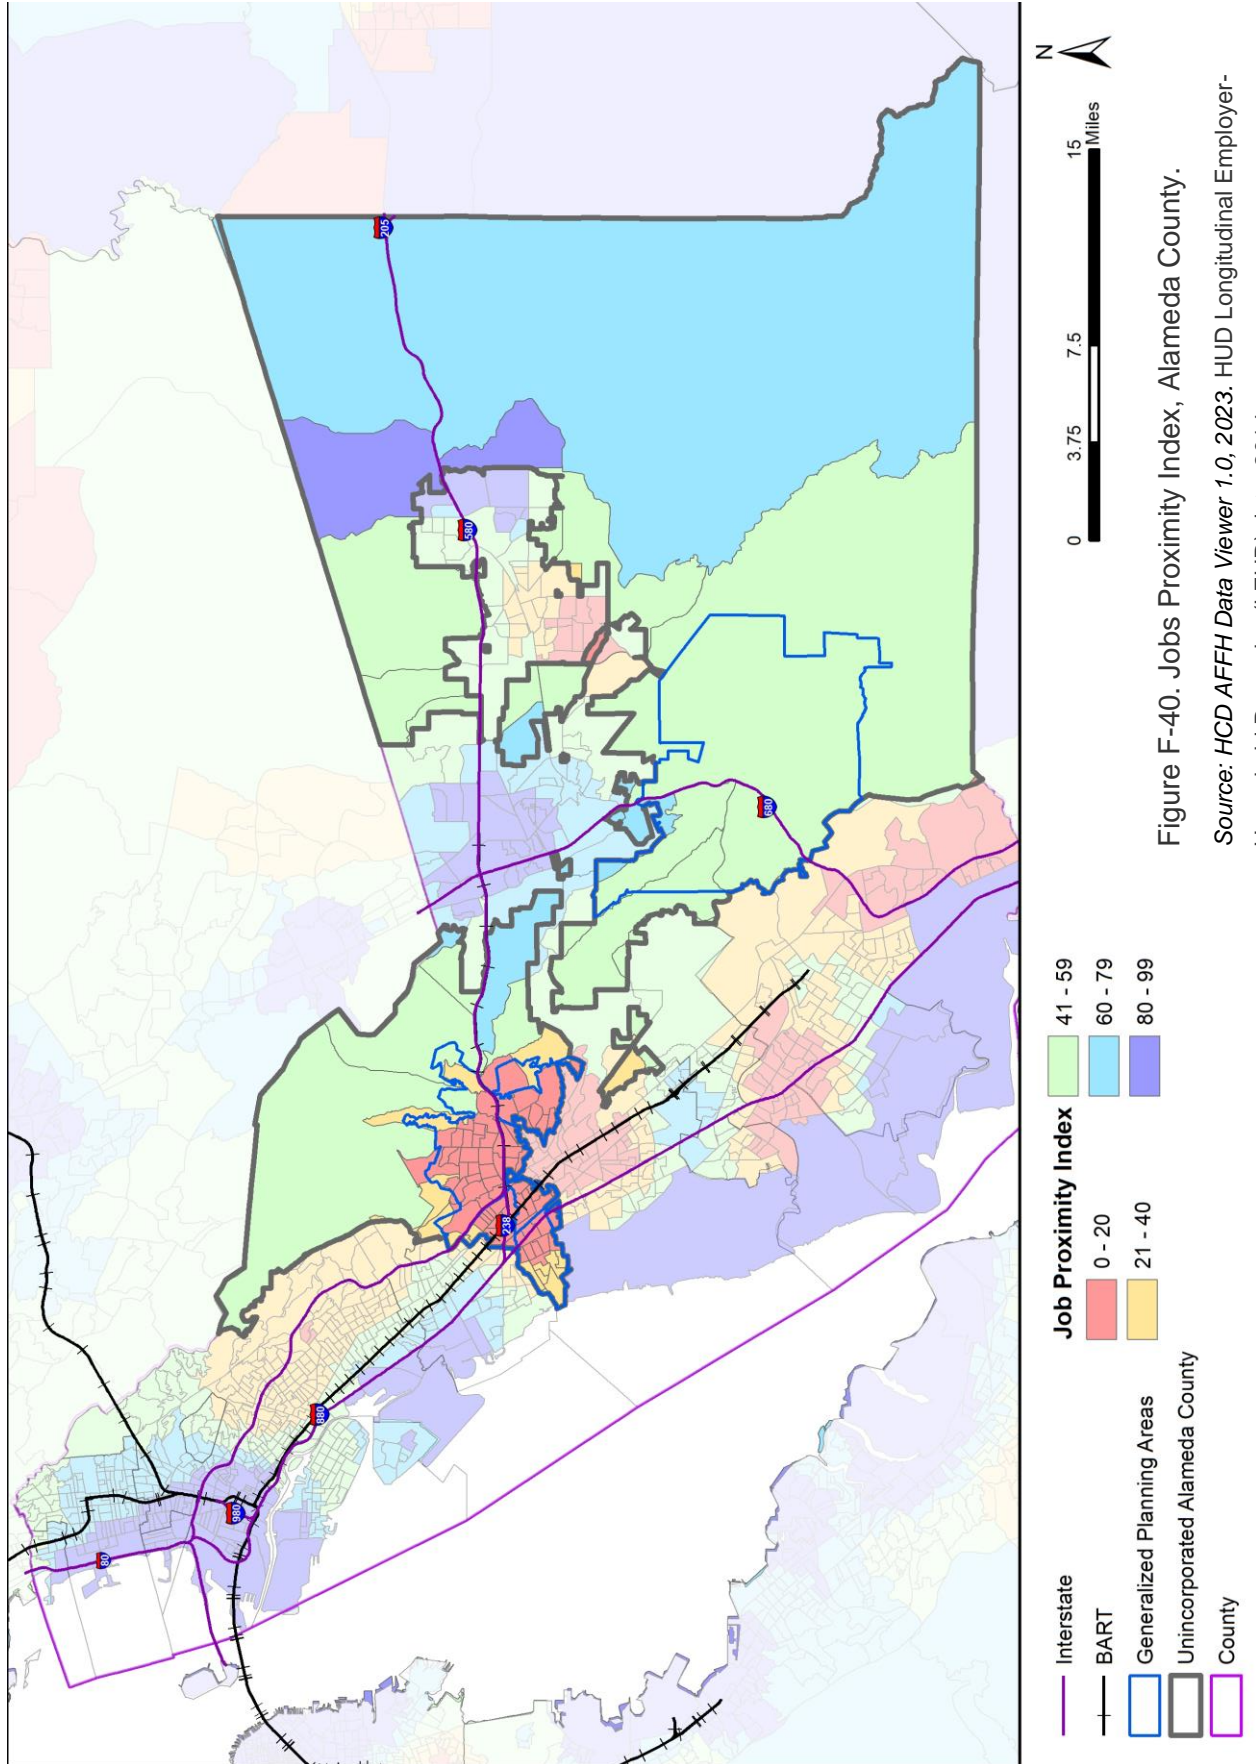 205
580
680
238
880
980
80
N
0 3.75 7.5 15
Miles
Interstate
BART
Generalized Planning Areas
Unincorporated Alameda County
County
Job Proximity Index
0 - 20
21 - 40
41 - 59
60 - 79
80 - 99
Figure F-40. Jobs Proximity Index, Alameda County.
Source: HCD AFFH Data Viewer 1.0, 2023. HUD Longitudinal Employer-